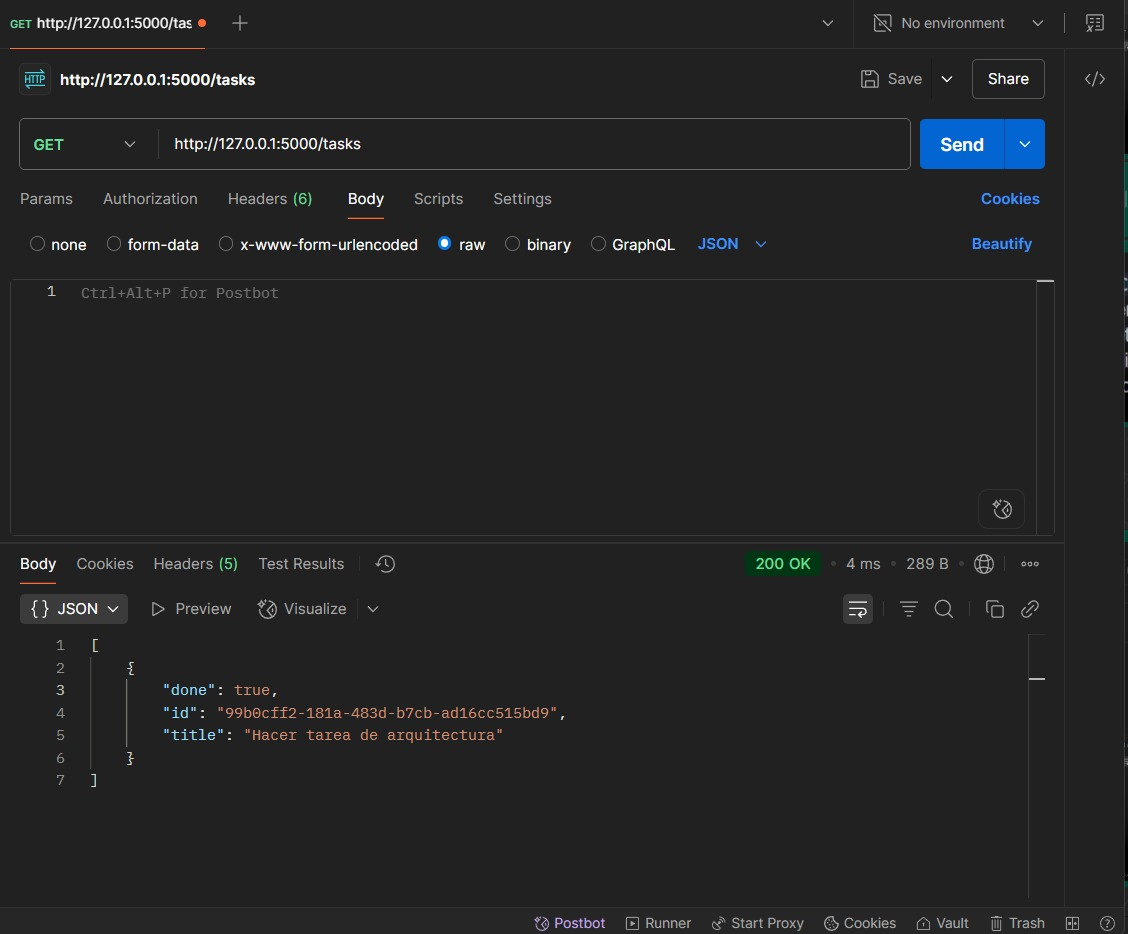 GET http://127.0.0.1:5000/tas
No environment
HTTP http://127.0.0.1:5000/tasks
Save
Share
GET http://127.0.0.1:5000/tasks
Send
Params Authorization Headers (6) Body Scripts Settings Cookies
none form-data x-www-form-urlencoded raw binary GraphQL JSON Beautify
1 Ctrl+Alt+P for Postbot
Body Cookies Headers (5) Test Results 200 OK • 4 ms • 289 B •
{} JSON Preview Visualize
1 [
2 {
3 "done": true,
4 "id": "99b0cff2-181a-483d-b7cb-ad16cc515bd9",
5 "title": "Hacer tarea de arquitectura"
6 }
7 ]
Postbot Runner Start Proxy Cookies Vault Trash